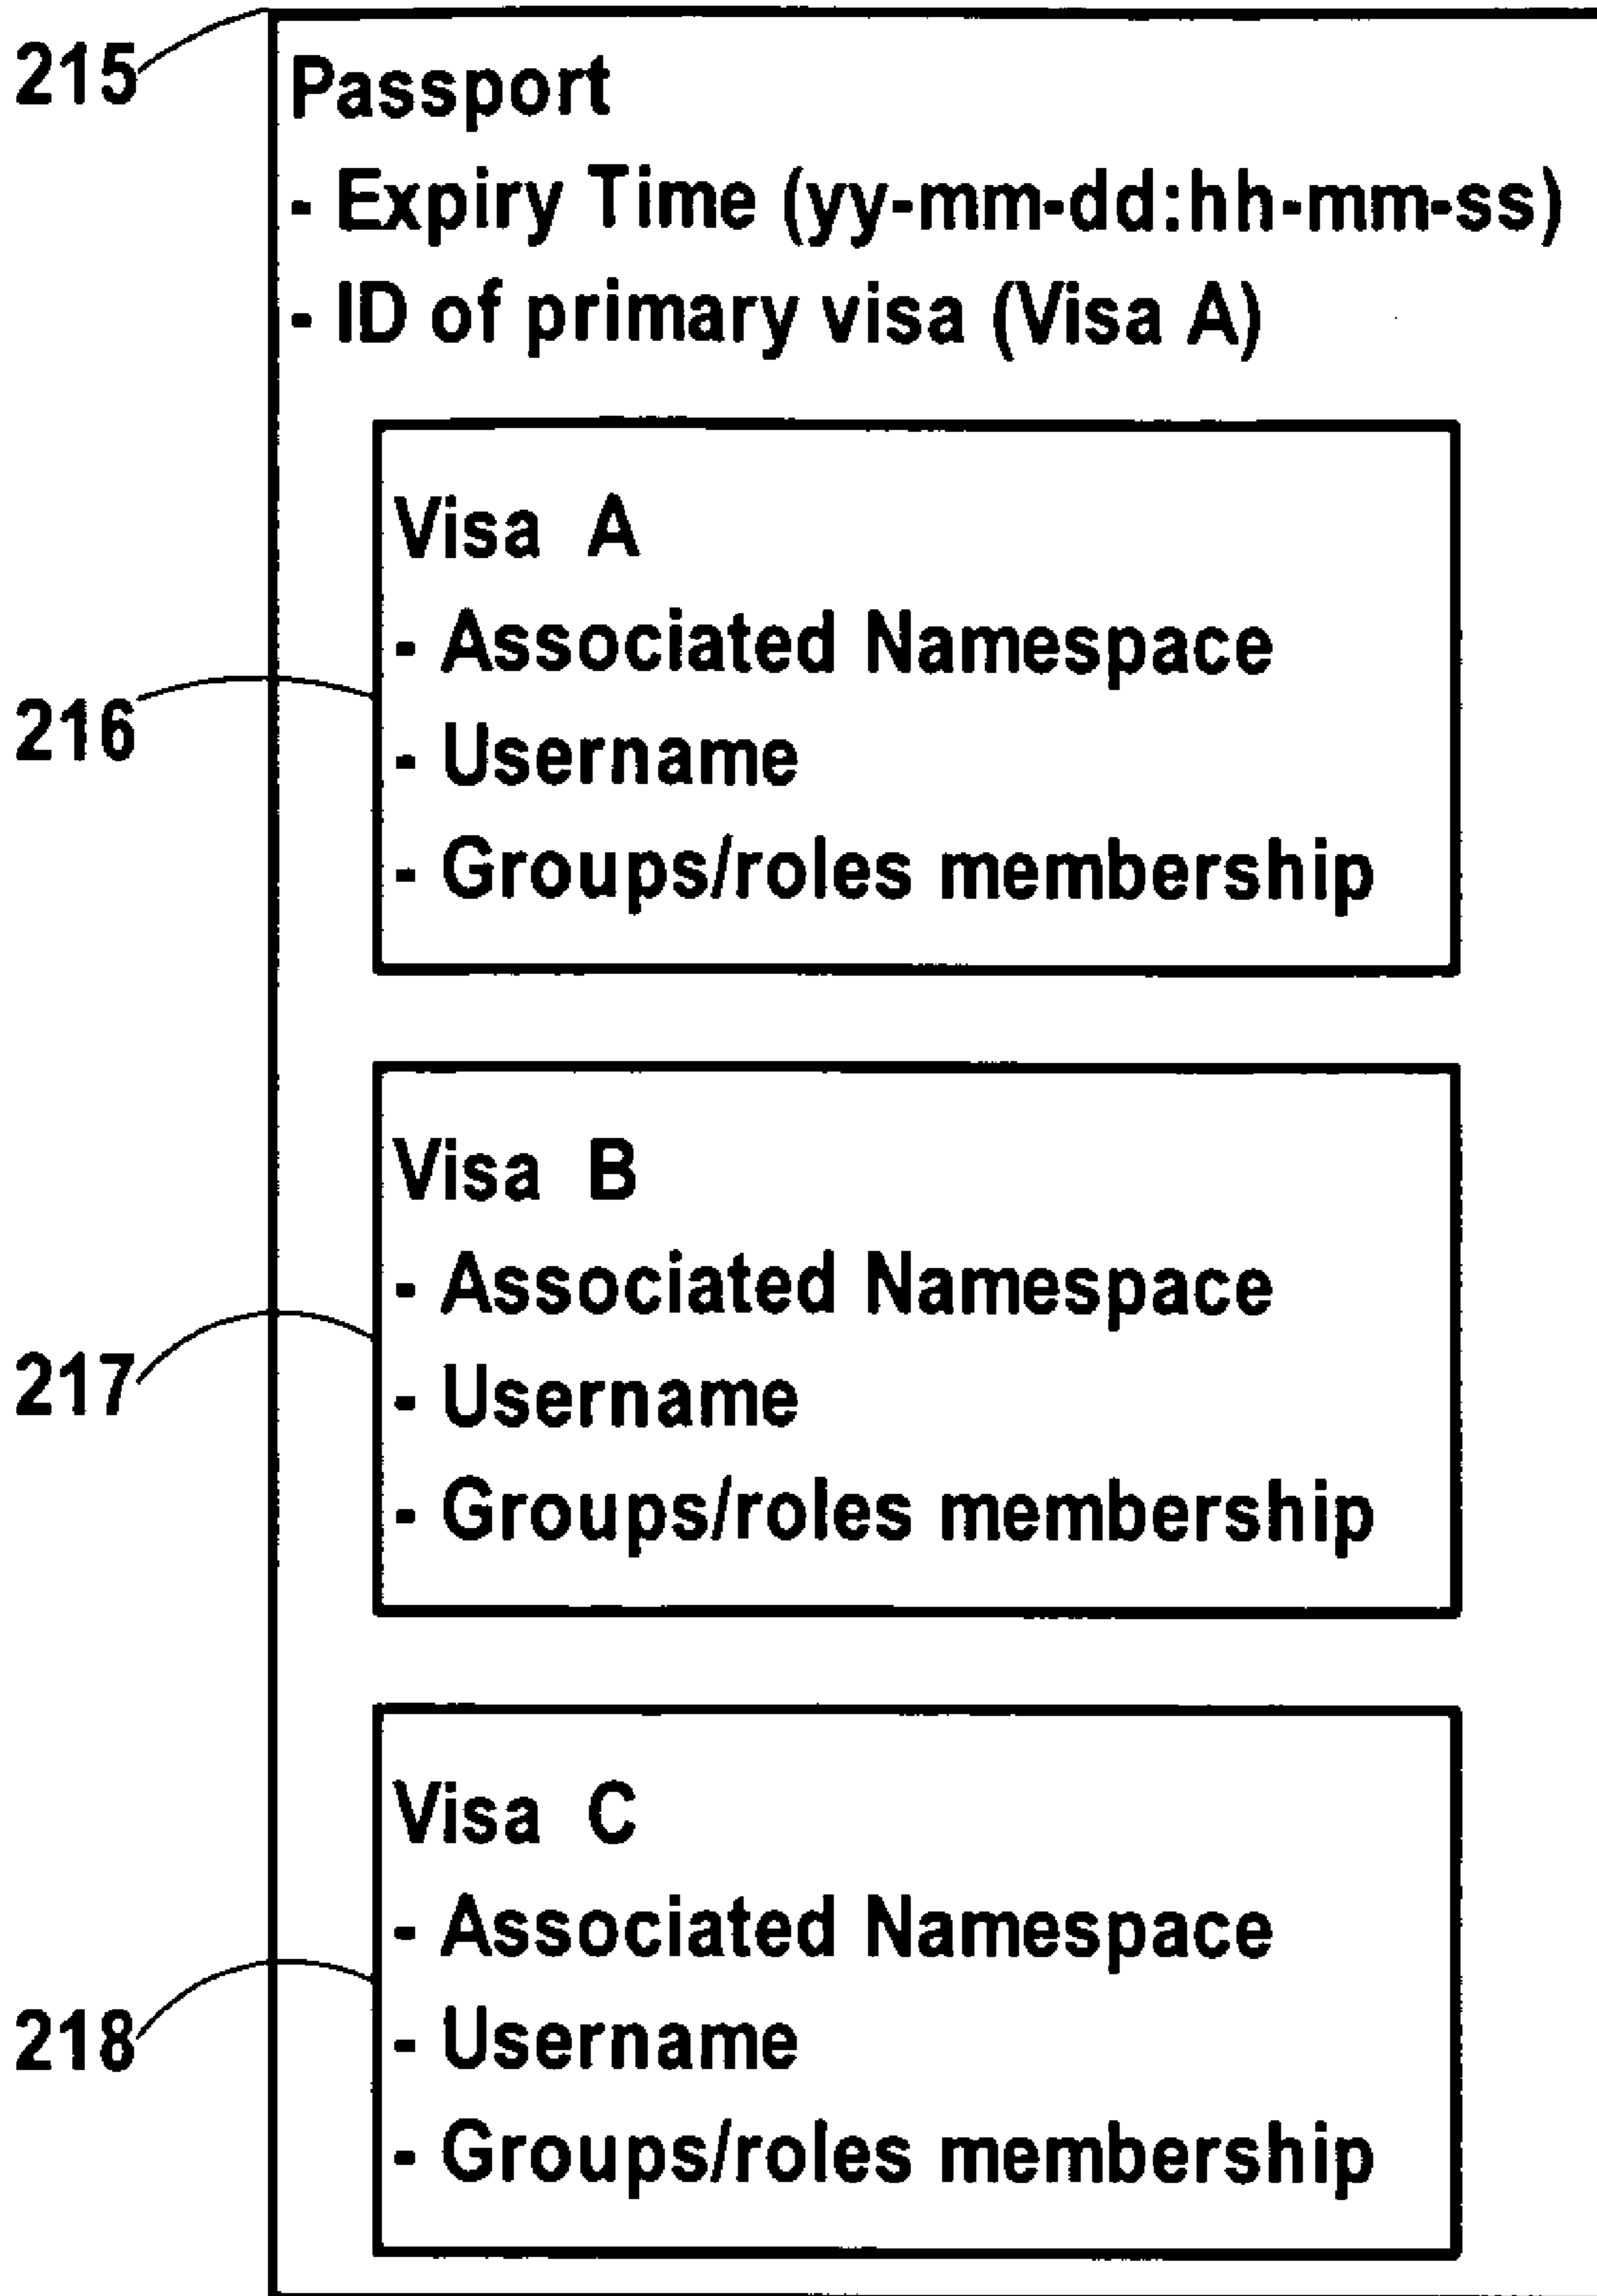 215
Passport
- Expiry Time (yy-mm-dd:hh-mm-ss)
- ID of primary visa (Visa A)
Visa A
- Associated Namespace
216
- Username
- Groups/roles membership
Visa B
- Associated Namespace
217
- Username
- Groups/roles membership
Visa C
- Associated Namespace
218
- Username
- Groups/roles membership